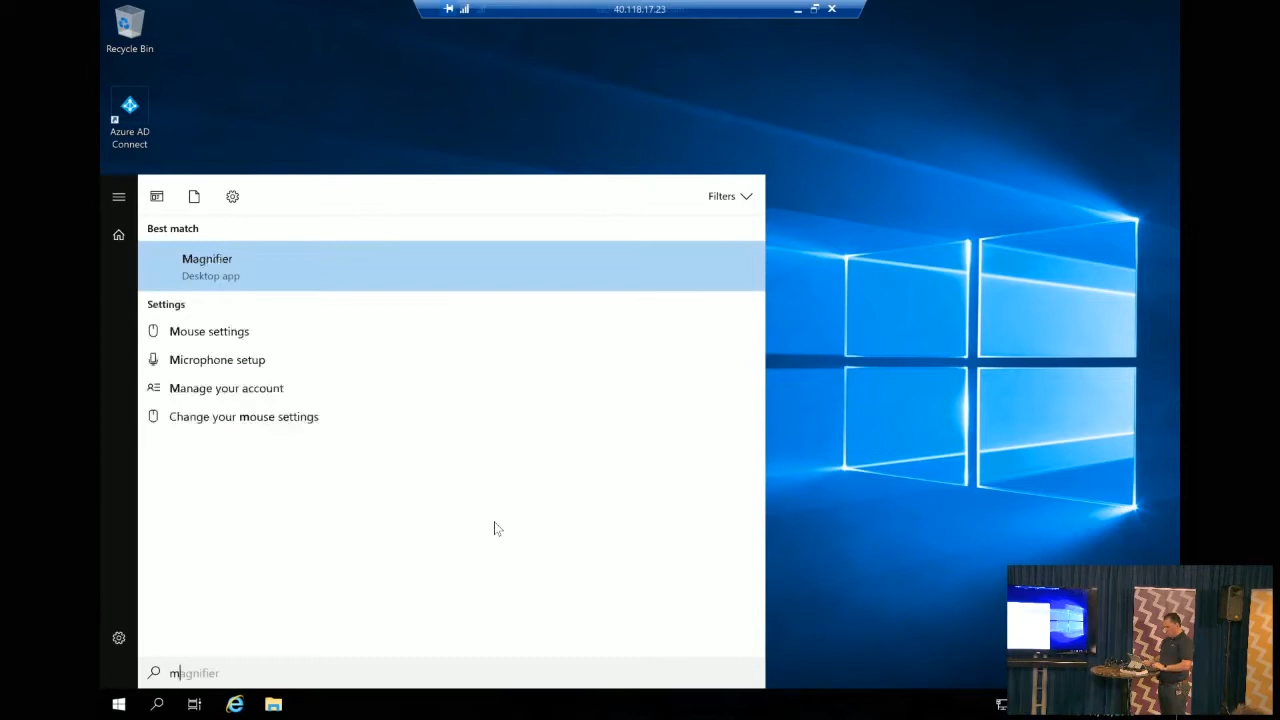 40.118.17.23
Recycle Bin
Azure AD
Connect
Filters
Best match
Magnifier
Desktop app
Settings
Mouse settings
Microphone setup
Manage your account
Change your mouse settings
magnifier